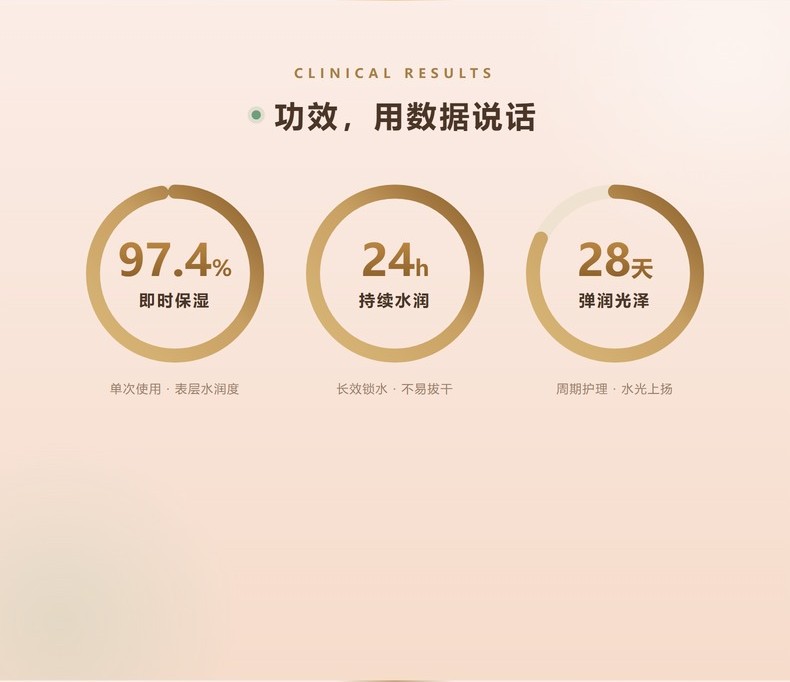 CLINICAL RESULTS
功效，用数据说话
97.4%
即时保湿
24h
持续水润
28天
弹润光泽
单次使用 · 表层水润度
长效锁水 · 不易拔干
周期护理 · 水光上扬